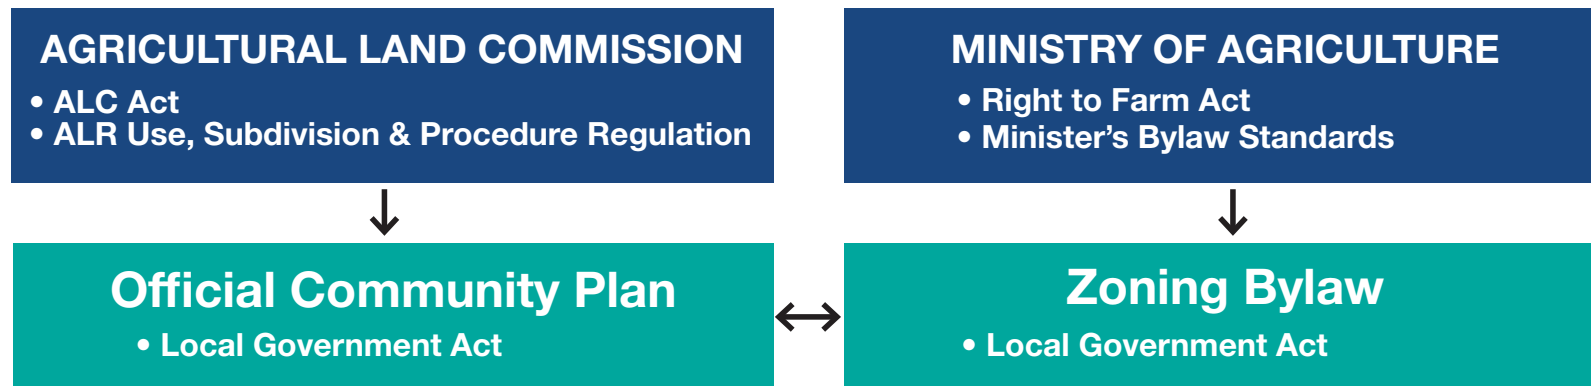 AGRICULTURAL LAND COMMISSION
• ALC Act
• ALR Use, Subdivision & Procedure Regulation
MINISTRY OF AGRICULTURE
• Right to Farm Act
• Minister’s Bylaw Standards
Official Community Plan
• Local Government Act
Zoning Bylaw
• Local Government Act